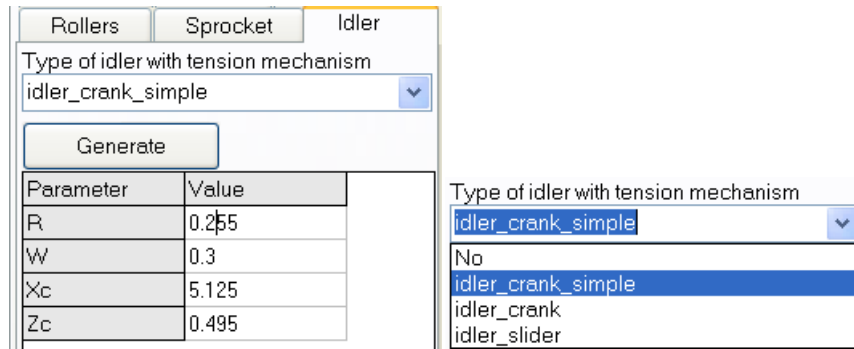 Rollers Sprocket Idler
Type of idler with tension mechanism
idler_crank_simple
Generate
Parameter Value
R 0.255
W 0.3
Xc 5.125
Zc 0.495
Type of idler with tension mechanism
idler_crank_simple
No
idler_crank_simple
idler_crank
idler_slider